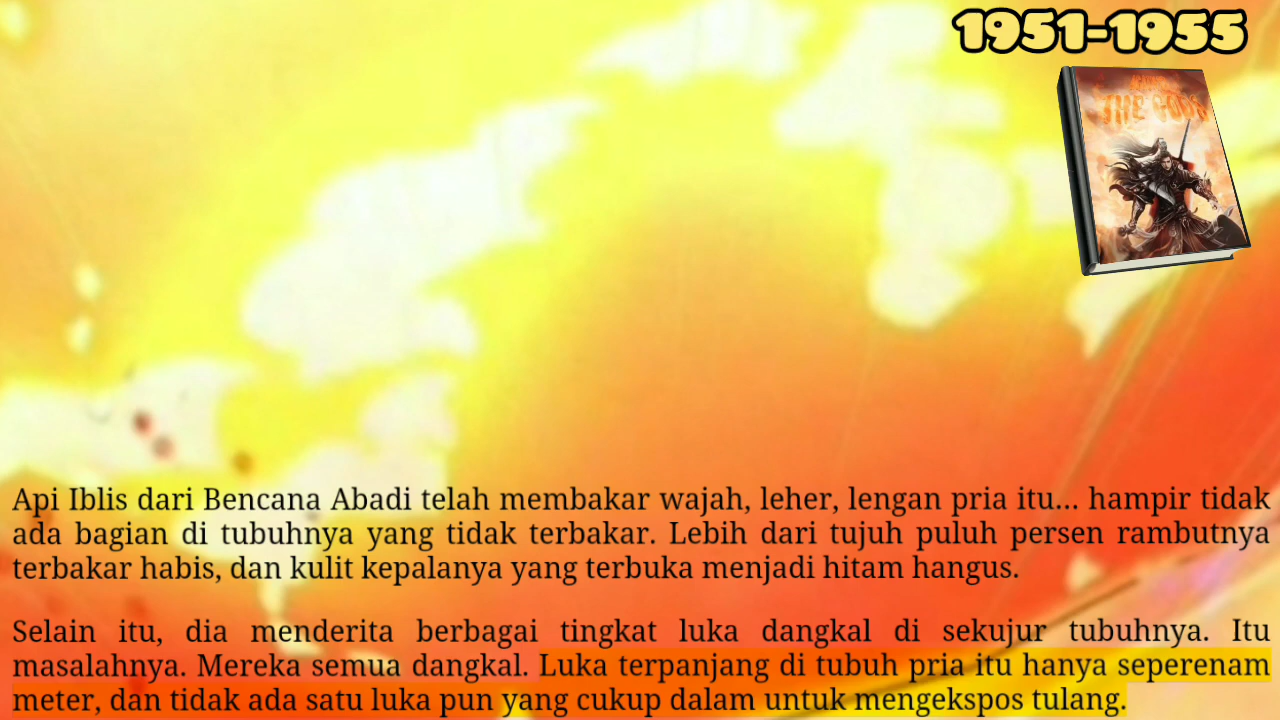 1951-1955
THE GODS
Api Iblis dari Bencana Abadi telah membakar wajah, leher, lengan pria itu... hampir tidak
ada bagian di tubuhnya yang tidak terbakar. Lebih dari tujuh puluh persen rambutnya
terbakar habis, dan kulit kepalanya yang terbuka menjadi hitam hangus.
Selain itu, dia menderita berbagai tingkat luka dangkal di sekujur tubuhnya. Itu
masalahnya. Mereka semua dangkal. Luka terpanjang di tubuh pria itu hanya seperenam
meter, dan tidak ada satu luka pun yang cukup dalam untuk mengekspos tulang.